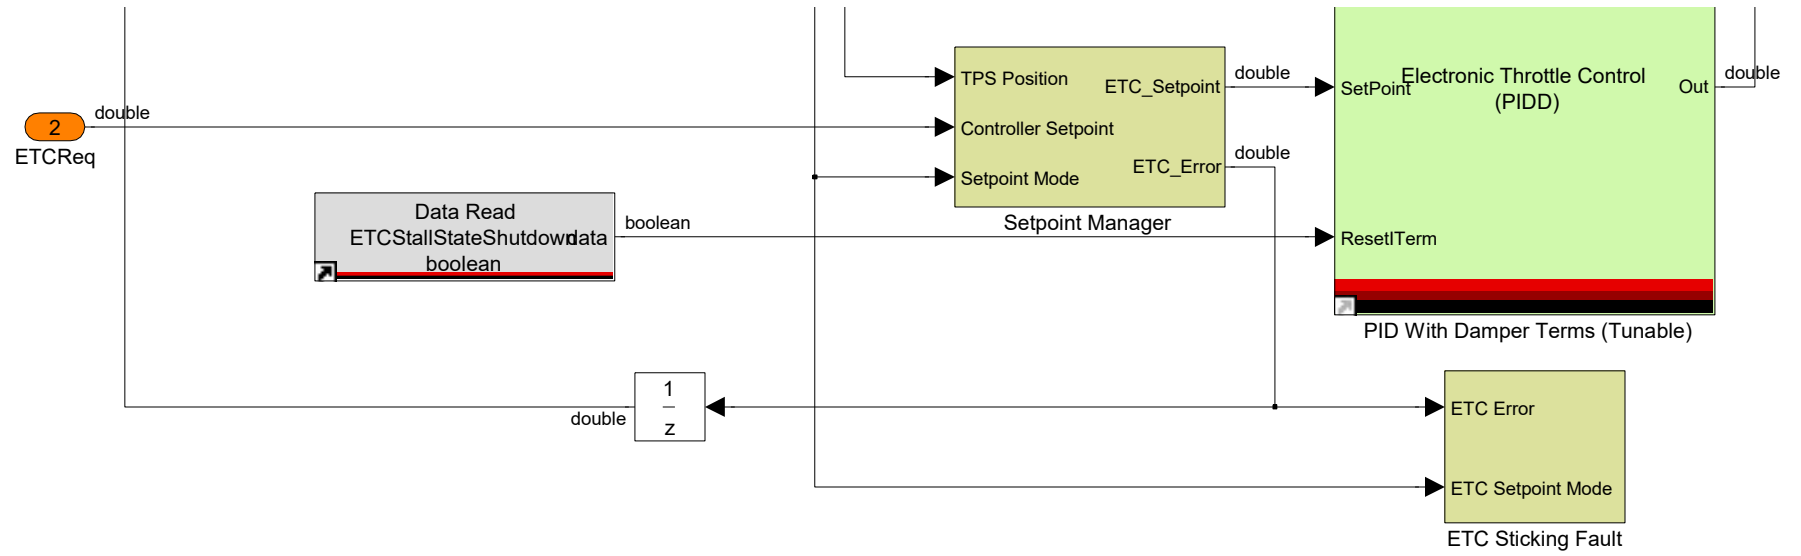 TPS Position
ETC_Setpoint
double
SetPoint
Electronic Throttle Control
(PIDD)
Out
double
2
double
ETCReq
Controller Setpoint
Setpoint Mode
ETC_Error
double
Setpoint Manager
Data Read
ETCStallStateShutdown
data
boolean
boolean
ResetITerm
PID With Damper Terms (Tunable)
1
z
double
ETC Error
ETC Setpoint Mode
ETC Sticking Fault